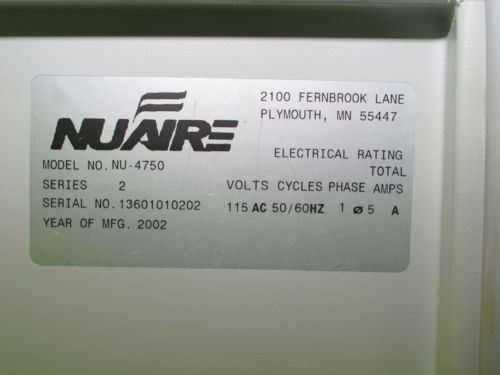 NUAIRE
2100 FERNBROOK LANE
PLYMOUTH, MN 55447
MODEL NO. NU-4750
SERIES 2
SERIAL NO. 13601010202
YEAR OF MFG. 2002
ELECTRICAL RATING
TOTAL
VOLTS CYCLES PHASE AMPS
115 AC 50/60HZ 1 ø 5 A